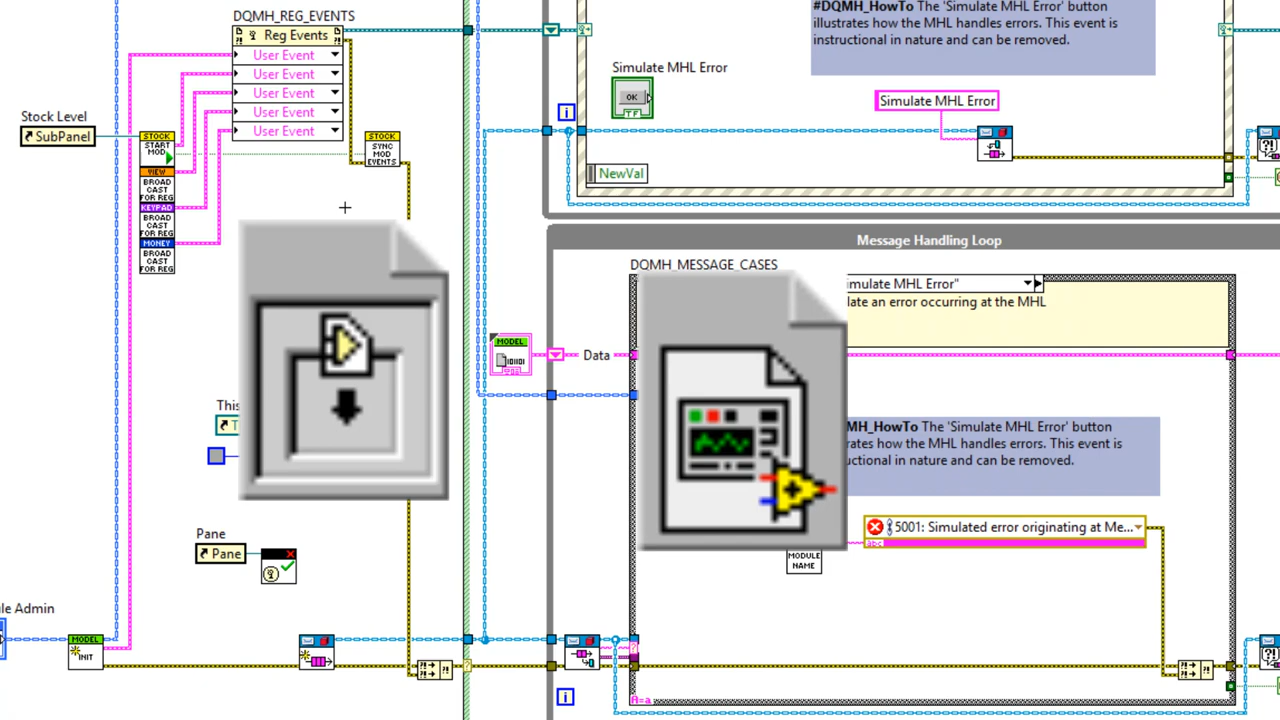 DQMH_REG_EVENTS
Reg Events
User Event
User Event
User Event
User Event
User Event
Stock Level
SubPanel
STOCK
START
MOD
VIEW
BROAD
CAST
FOR REG
KEYPAD
BROAD
CAST
FOR REG
MONEY
BROAD
CAST
FOR REG
STOCK
SYNC
MOD
EVENTS
This
T
Pane
Pane
le Admin
MODEL
INIT
#DQMH_HowTo The 'Simulate MHL Error' button
illustrates how the MHL handles errors. This event is
instructional in nature and can be removed.
Simulate MHL Error
OK
TF
Simulate MHL Error
NewVal
i
Message Handling Loop
DQMH_MESSAGE_CASES
imulate MHL Error"
late an error occurring at the MHL
MODEL
Data
MH_HowTo The 'Simulate MHL Error' button
rates how the MHL handles errors. This event is
uctional in nature and can be removed.
5001: Simulated error originating at Me...
abc
MODULE
NAME
A=a
i